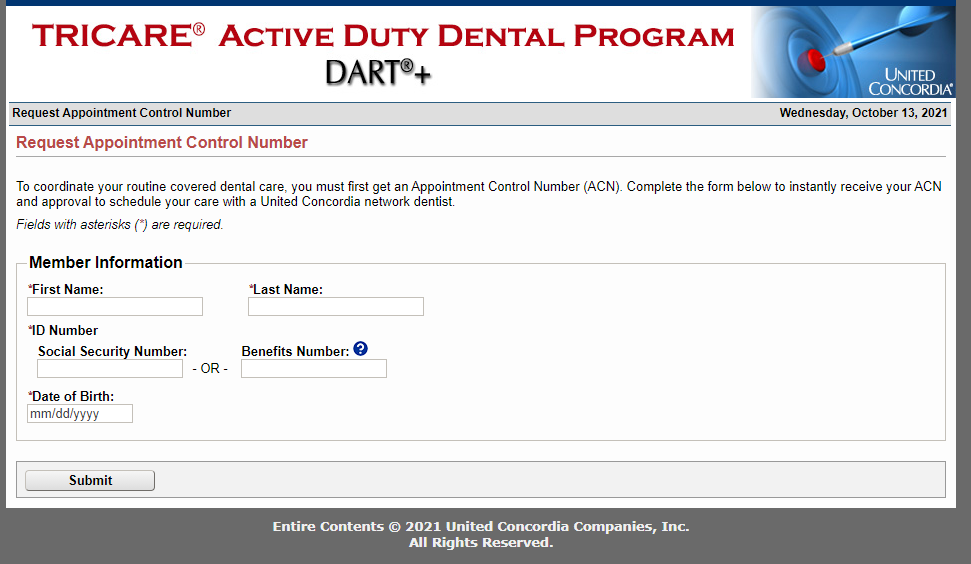 TRICARE® ACTIVE DUTY DENTAL PROGRAM
DART®+
UNITED
CONCORDIA®
Request Appointment Control Number Wednesday, October 13, 2021
Request Appointment Control Number
To coordinate your routine covered dental care, you must first get an Appointment Control Number (ACN). Complete the form below to instantly receive your ACN
and approval to schedule your care with a United Concordia network dentist.
Fields with asterisks (*) are required.
Member Information
*First Name: *Last Name:
*ID Number
Social Security Number: Benefits Number: ?
- OR -
*Date of Birth:
mm/dd/yyyy
Submit
Entire Contents © 2021 United Concordia Companies, Inc.
All Rights Reserved.